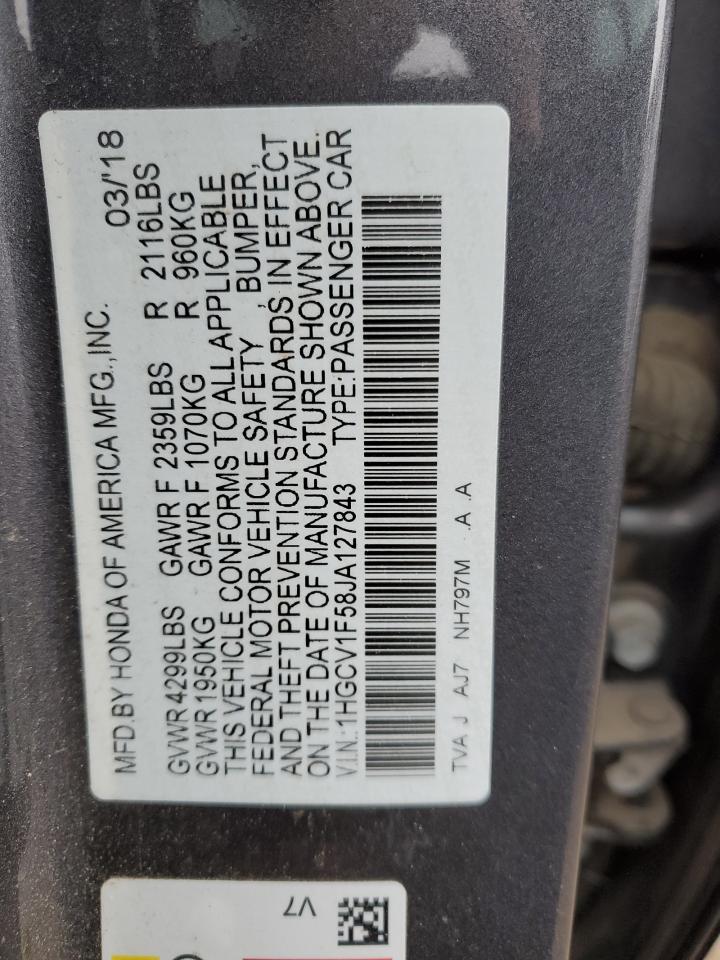 MFD.BY HONDA OF AMERICA MFG.,INC. 03/'18
GVWR 4299LBS GAWR F 2359LBS R 2116LBS
GVWR 1950KG GAWR F 1070KG R 960KG
THIS VEHICLE CONFORMS TO ALL APPLICABLE
FEDERAL MOTOR VEHICLE SAFETY, BUMPER,
AND THEFT PREVENTION STANDARDS IN EFFECT
ON THE DATE OF MANUFACTURE SHOWN ABOVE.
V.I.N.:1HGCV1F58JA127843 TYPE:PASSENGER CAR
TVA J AJ7 NH797M .A .A
V7